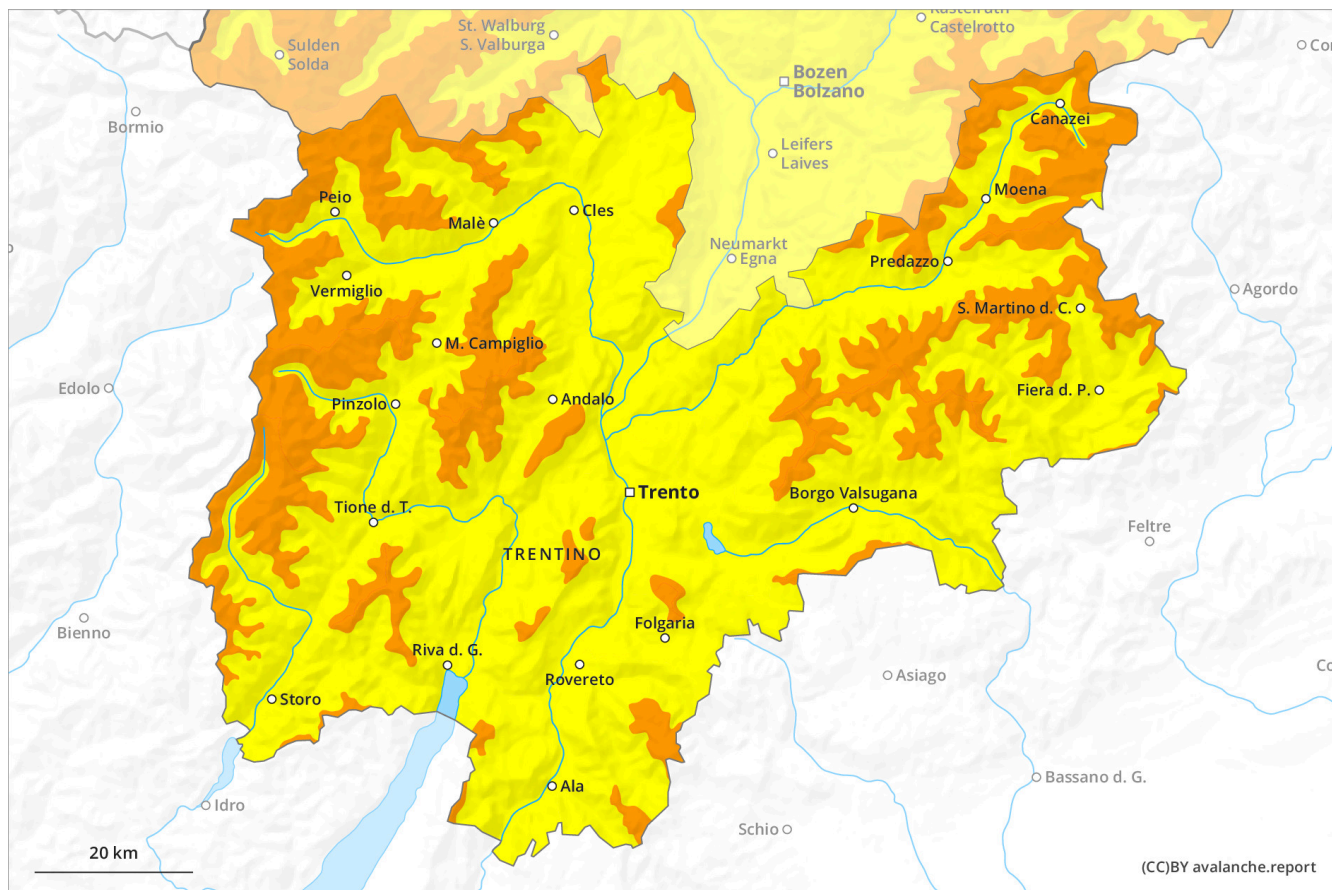 Kastelruth
Castelrotto
St. Walburg
S. Valburga
Sulden
Solda
Bozen
Bolzano
Bormio
Canazei
Leifers
Laives
Peio
Moena
Malè
Cles
Neumarkt
Egna
Predazzo
Vermiglio
Agordo
S. Martino d. C.
M. Campiglio
Edolo
Fiera d. P.
Pinzolo
Andalo
Trento
Borgo Valsugana
Tione d. T.
Feltre
TRENTINO
Bienno
Folgaria
Riva d. G.
Rovereto
Asiago
Storo
Bassano d. G.
Ala
Idro
Schio
20 km
(CC)BY avalanche.report